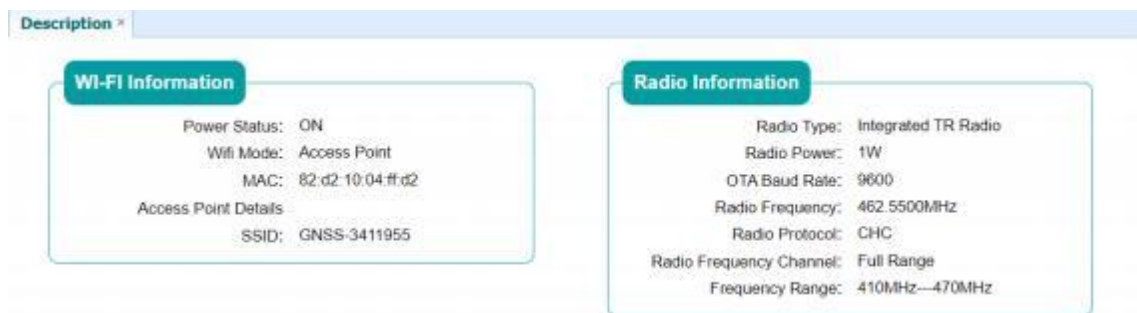 Description ×
WI-FI Information
Power Status: ON
Wifi Mode: Access Point
MAC: 82:d2:10:04:ff:d2
Access Point Details
SSID: GNSS-3411955
Radio Information
Radio Type: Integrated TR Radio
Radio Power: 1W
OTA Baud Rate: 9600
Radio Frequency: 462.5500MHz
Radio Protocol: CHC
Radio Frequency Channel: Full Range
Frequency Range: 410MHz---470MHz